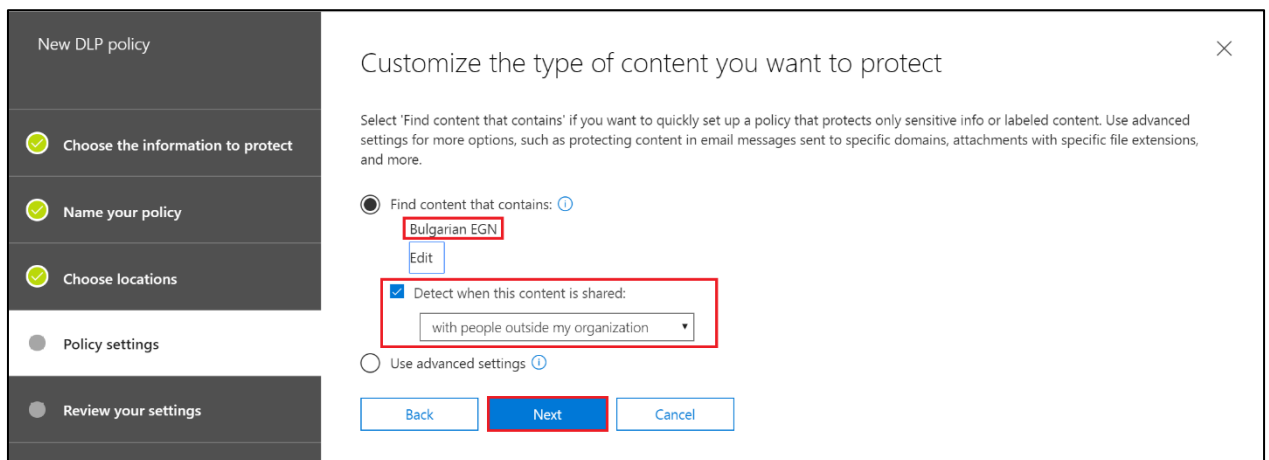 New DLP policy
Choose the information to protect
Name your policy
Choose locations
Policy settings
Review your settings
Customize the type of content you want to protect
Select 'Find content that contains' if you want to quickly set up a policy that protects only sensitive info or labeled content. Use advanced
settings for more options, such as protecting content in email messages sent to specific domains, attachments with specific file extensions,
and more.
Find content that contains:
Bulgarian EGN
Edit
Detect when this content is shared:
with people outside my organization
Use advanced settings
Back Next Cancel